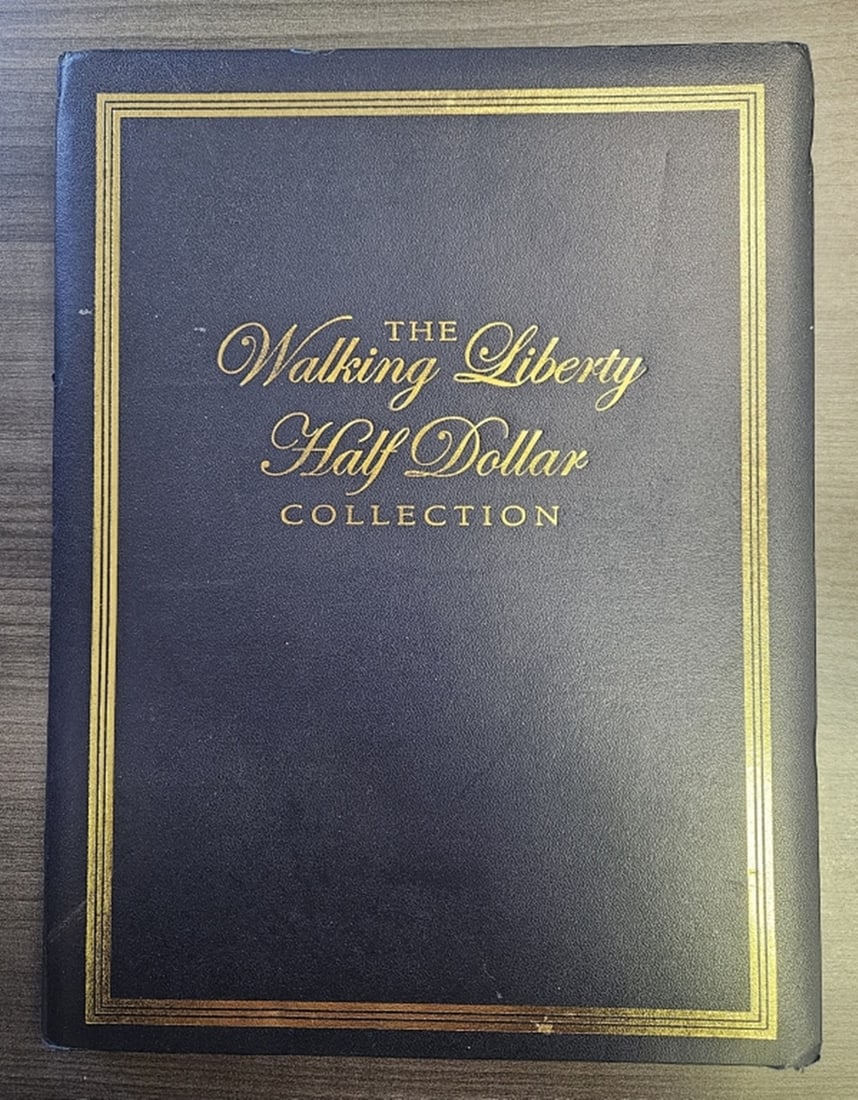 THE
Walking Liberty
Half Dollar
COLLECTION